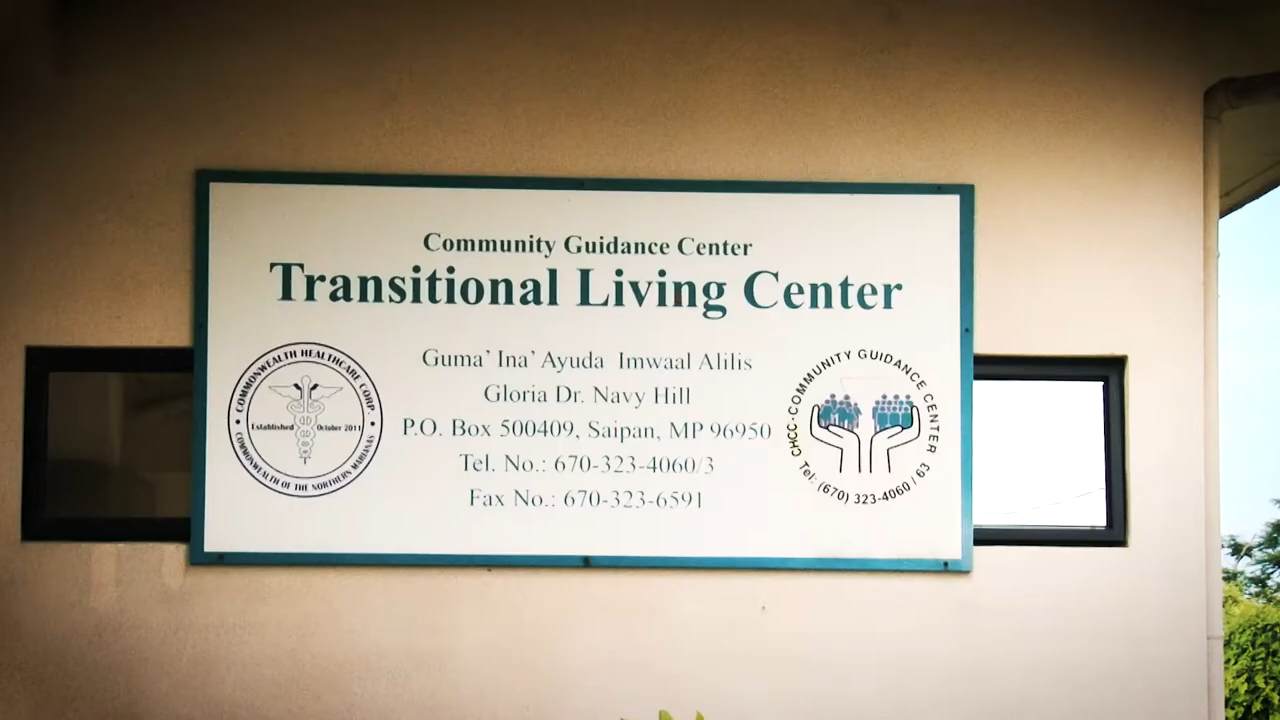 Community Guidance Center
Transitional Living Center
Guma’ Ina’ Ayuda Imwaal Alilis
Gloria Dr. Navy Hill
P.O. Box 500409, Saipan, MP 96950
Tel. No.: 670-323-4060/3
Fax No.: 670-323-6591
COMMONWEALTH HEALTHCARE CORP.
Established October 2011
COMMONWEALTH OF THE NORTHERN MARIANAS
CHCC · COMMUNITY GUIDANCE CENTER
Tel: (670) 323-4060 / 63